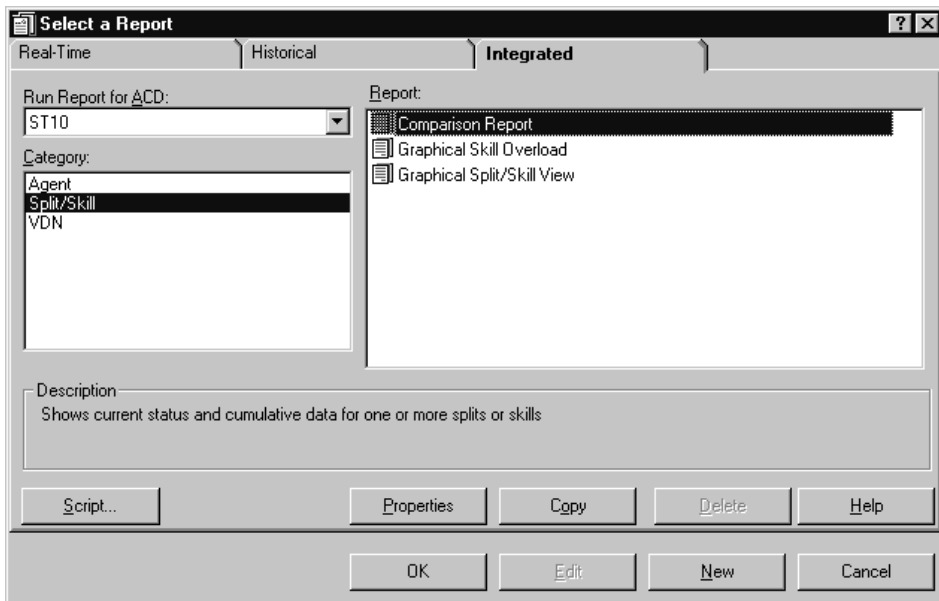 Select a Report
Real-Time
Historical
Integrated
Run Report for ACD:
ST10
Category:
Agent
Split/Skill
VDN
Report:
Comparison Report
Graphical Skill Overload
Graphical Split/Skill View
Description
Shows current status and cumulative data for one or more splits or skills
Script...
Properties
Copy
Delete
Help
OK
Edit
New
Cancel